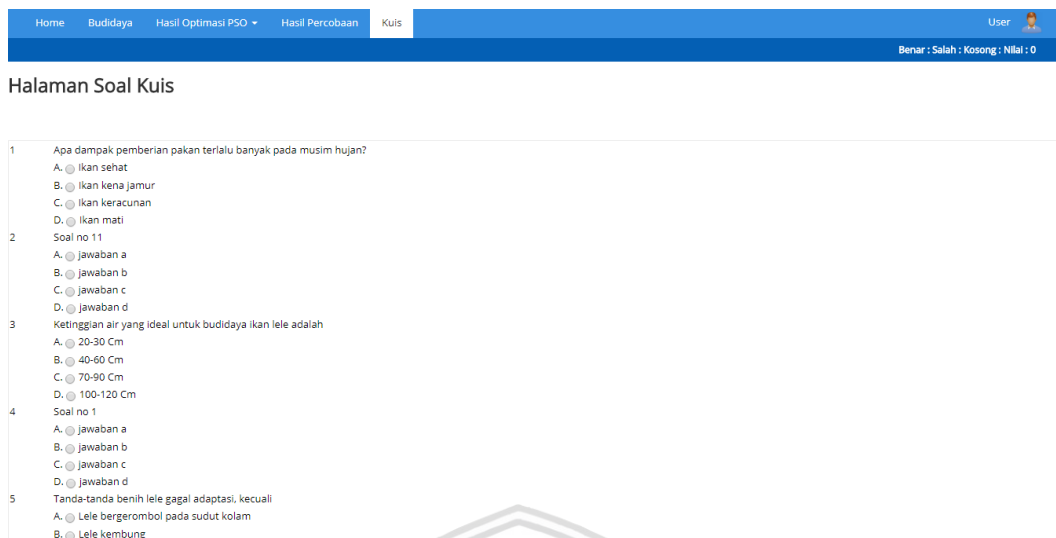 Home Budidaya Hasil Optimasi PSO Hasil Percobaan Kuis User
Benar : Salah : Kosong : Nilai : 0
Halaman Soal Kuis
1 Apa dampak pemberian pakan terlalu banyak pada musim hujan?
A. Ikan sehat
B. Ikan kena jamur
C. Ikan keracunan
D. Ikan mati
2 Soal no 11
A. jawaban a
B. jawaban b
C. jawaban c
D. jawaban d
3 Ketinggian air yang ideal untuk budidaya ikan lele adalah
A. 20-30 Cm
B. 40-60 Cm
C. 70-90 Cm
D. 100-120 Cm
4 Soal no 1
A. jawaban a
B. jawaban b
C. jawaban c
D. jawaban d
5 Tanda-tanda benih lele gagal adaptasi, kecuali
A. Lele bergerombol pada sudut kolam
B. Lele kembung